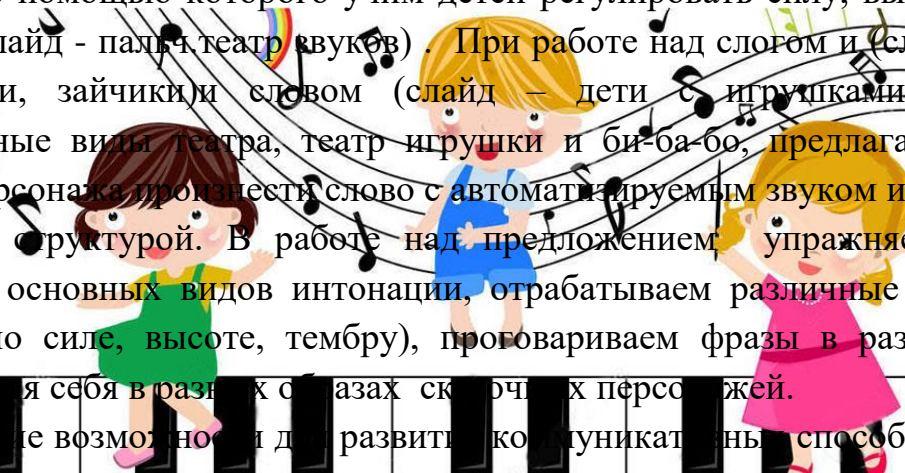 помощью которого учим детей регулировать силу,
лайд - пальч.театр звуков) . При работе над слогом и (сл
и, зайчики)и словом (слайд – дети с игрушками
ные виды театра, театр игрушки и би-ба-бо, предлага
рсонажа произнести слово с автоматизируемым звуком и
структурой. В работе над предложением упражняе
основных видов интонации, отрабатываем различные
о силе, высоте, тембру), проговариваем фразы в раз
я себя в разных образах сказочных персонажей.
ие возможности для развития коммуникативных способ